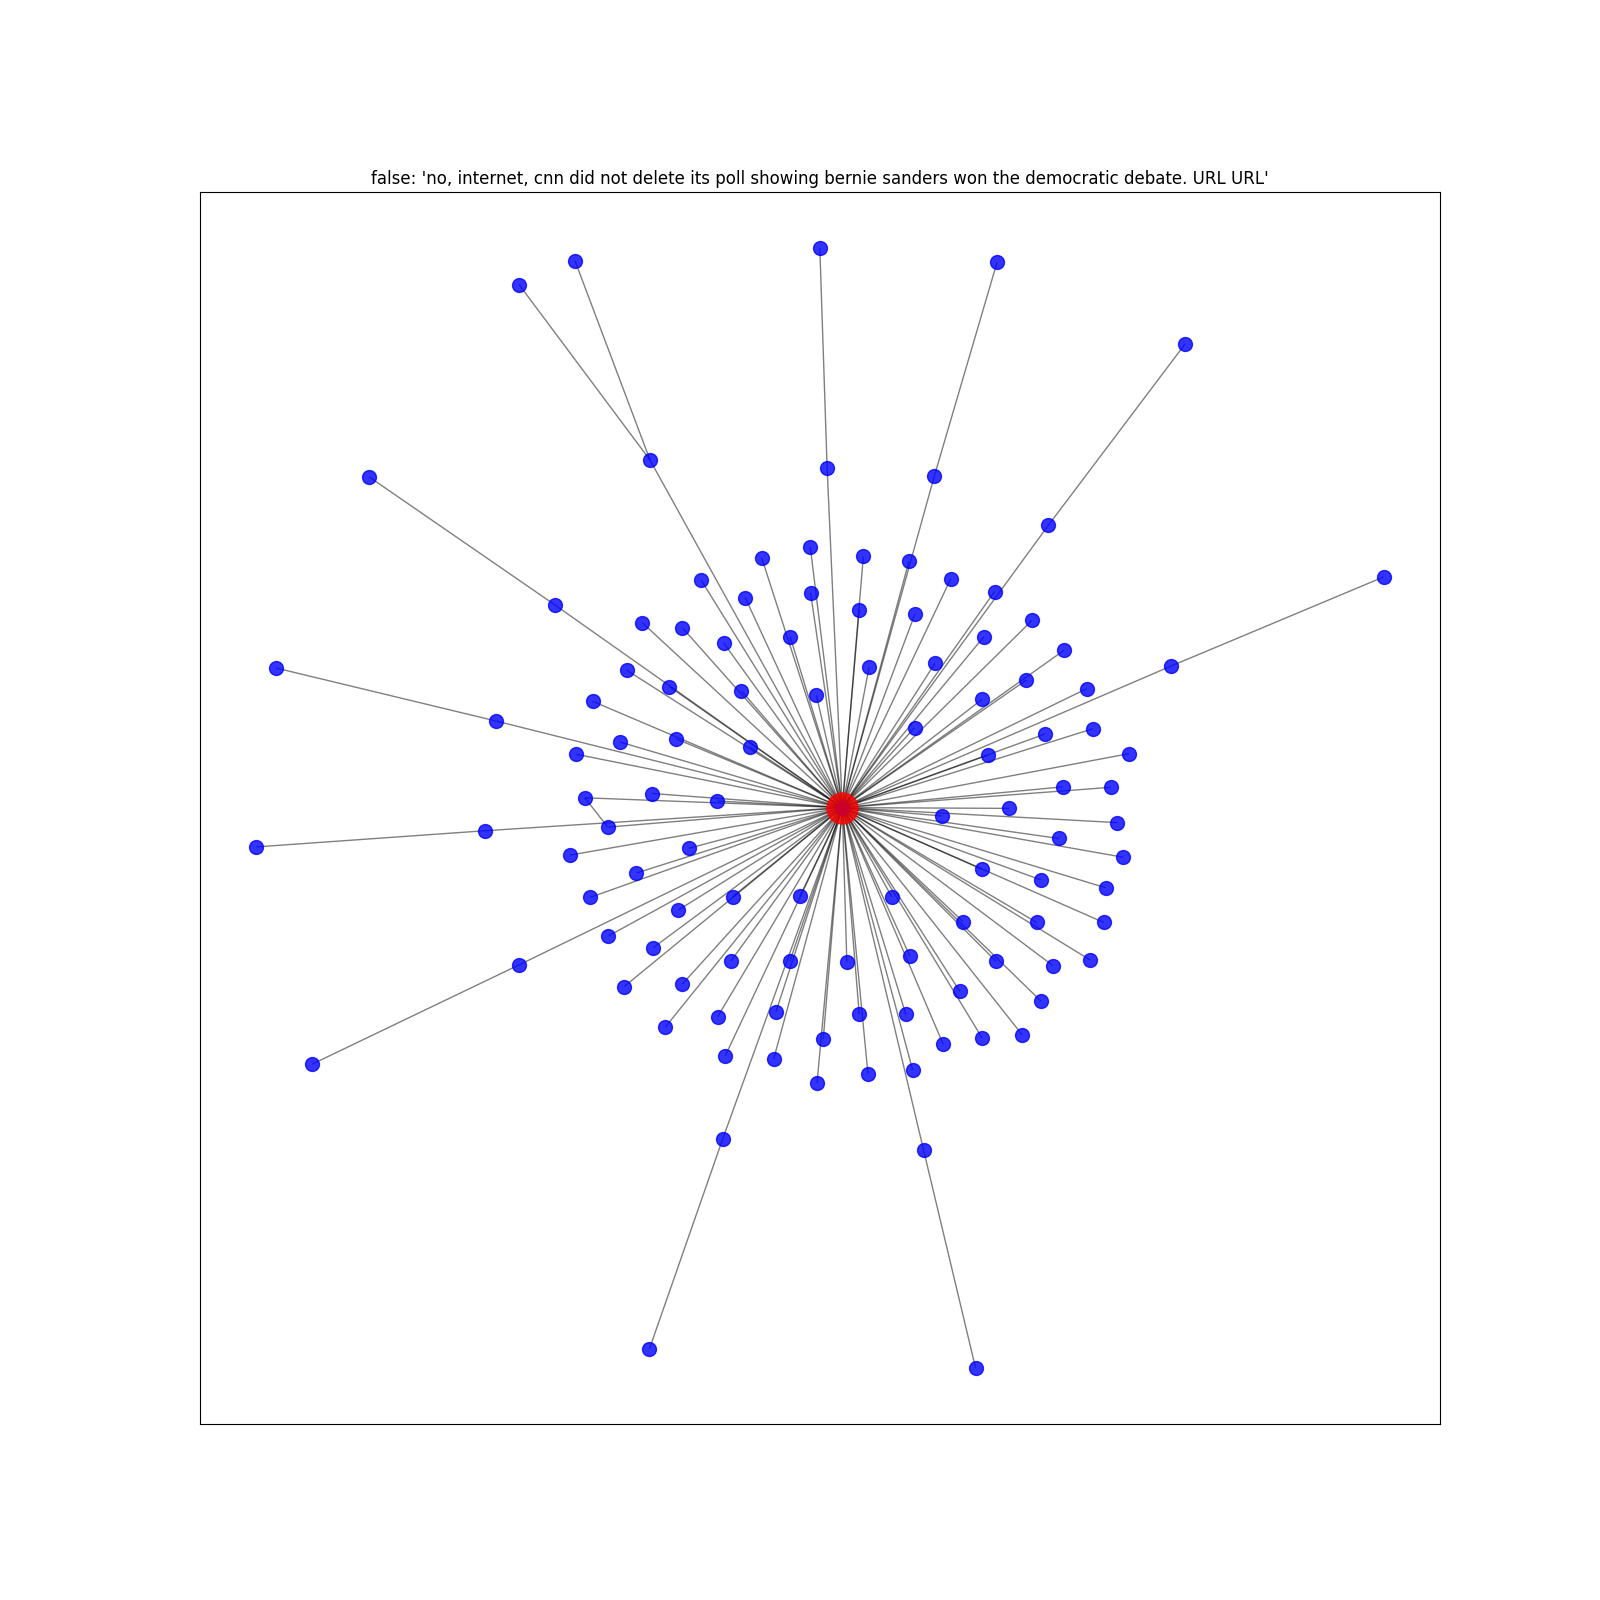 false: 'no, internet, cnn did not delete its poll showing bernie sanders won the democratic debate. URL URL'